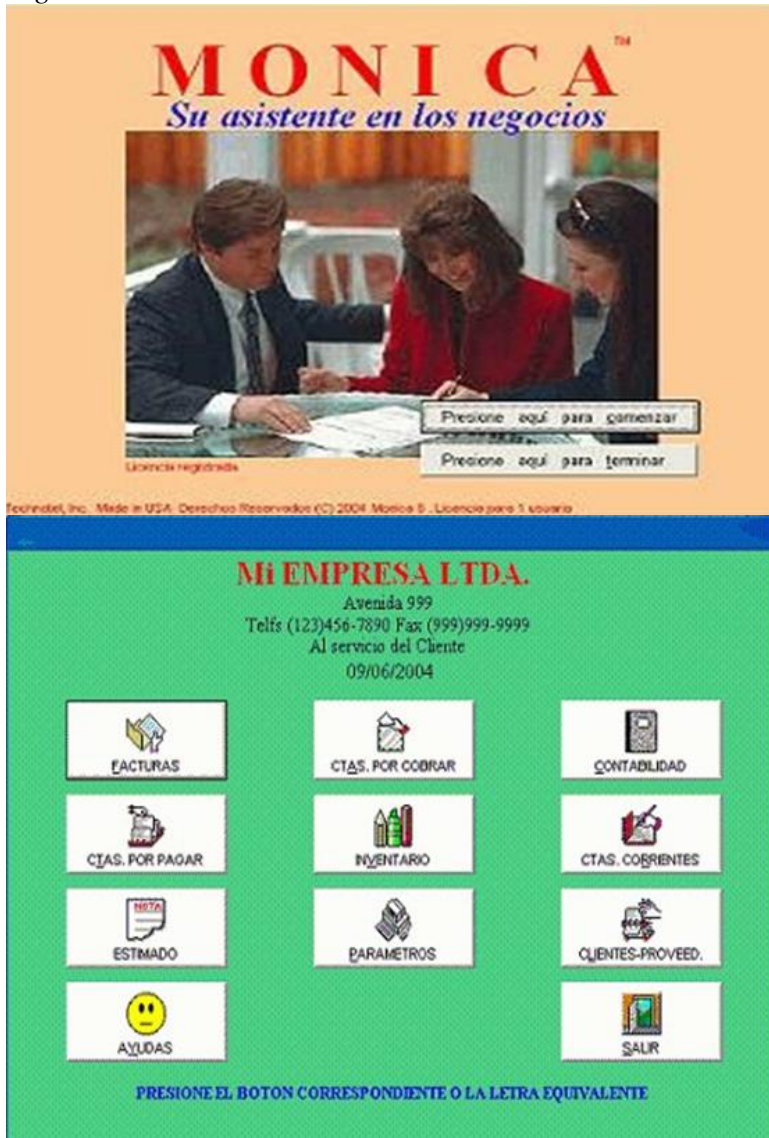 M O N I C A™
Su asistente en los negocios
Presione aquí para comenzar
Presione aquí para terminar
Licencia registrada
Technotel, Inc. Made in USA Derechos Reservados (C) 2004 Monica 8 . Licencia para 1 usuario
Mi EMPRESA LTDA.
Avenida 999
Telfs (123)456-7890 Fax (999)999-9999
Al servicio del Cliente
09/06/2004
FACTURAS CTAS. POR COBRAR CONTABILIDAD
CTAS. POR PAGAR INVENTARIO CTAS. CORRIENTES
NOTA
ESTIMADO PARAMETROS CLIENTES-PROVEED.
AYUDAS SALIR
PRESIONE EL BOTON CORRESPONDIENTE O LA LETRA EQUIVALENTE